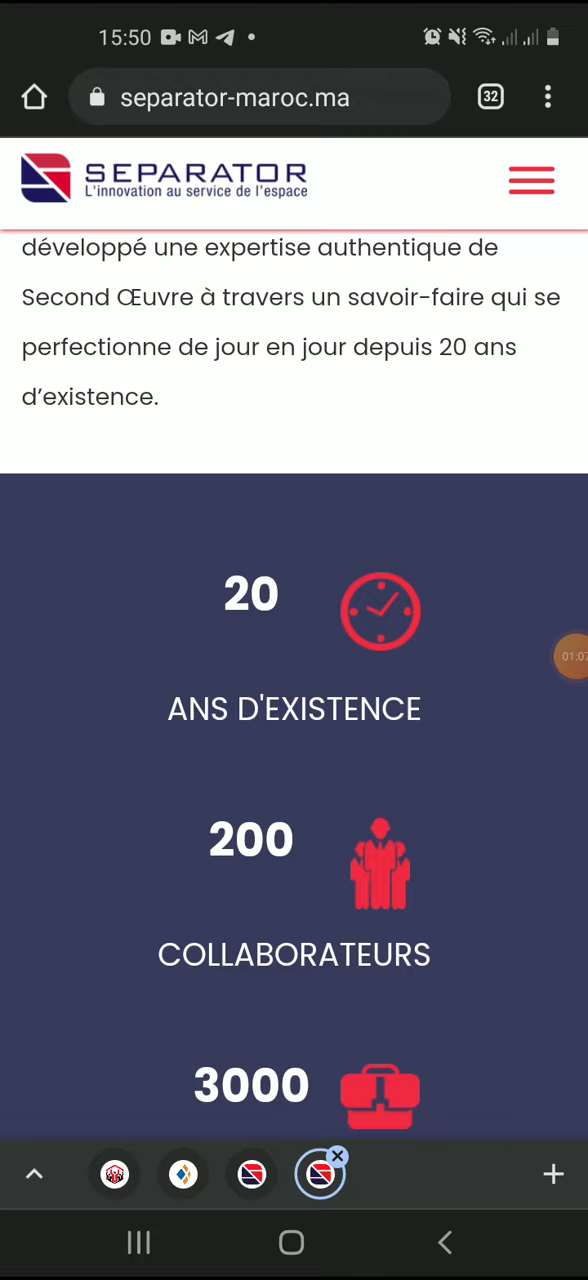 15:50
separator-maroc.ma
32
SEPARATOR
L'innovation au service de l'espace
développé une expertise authentique de
Second Œuvre à travers un savoir-faire qui se
perfectionne de jour en jour depuis 20 ans
d’existence.
20
01:07
ANS D'EXISTENCE
200
COLLABORATEURS
3000